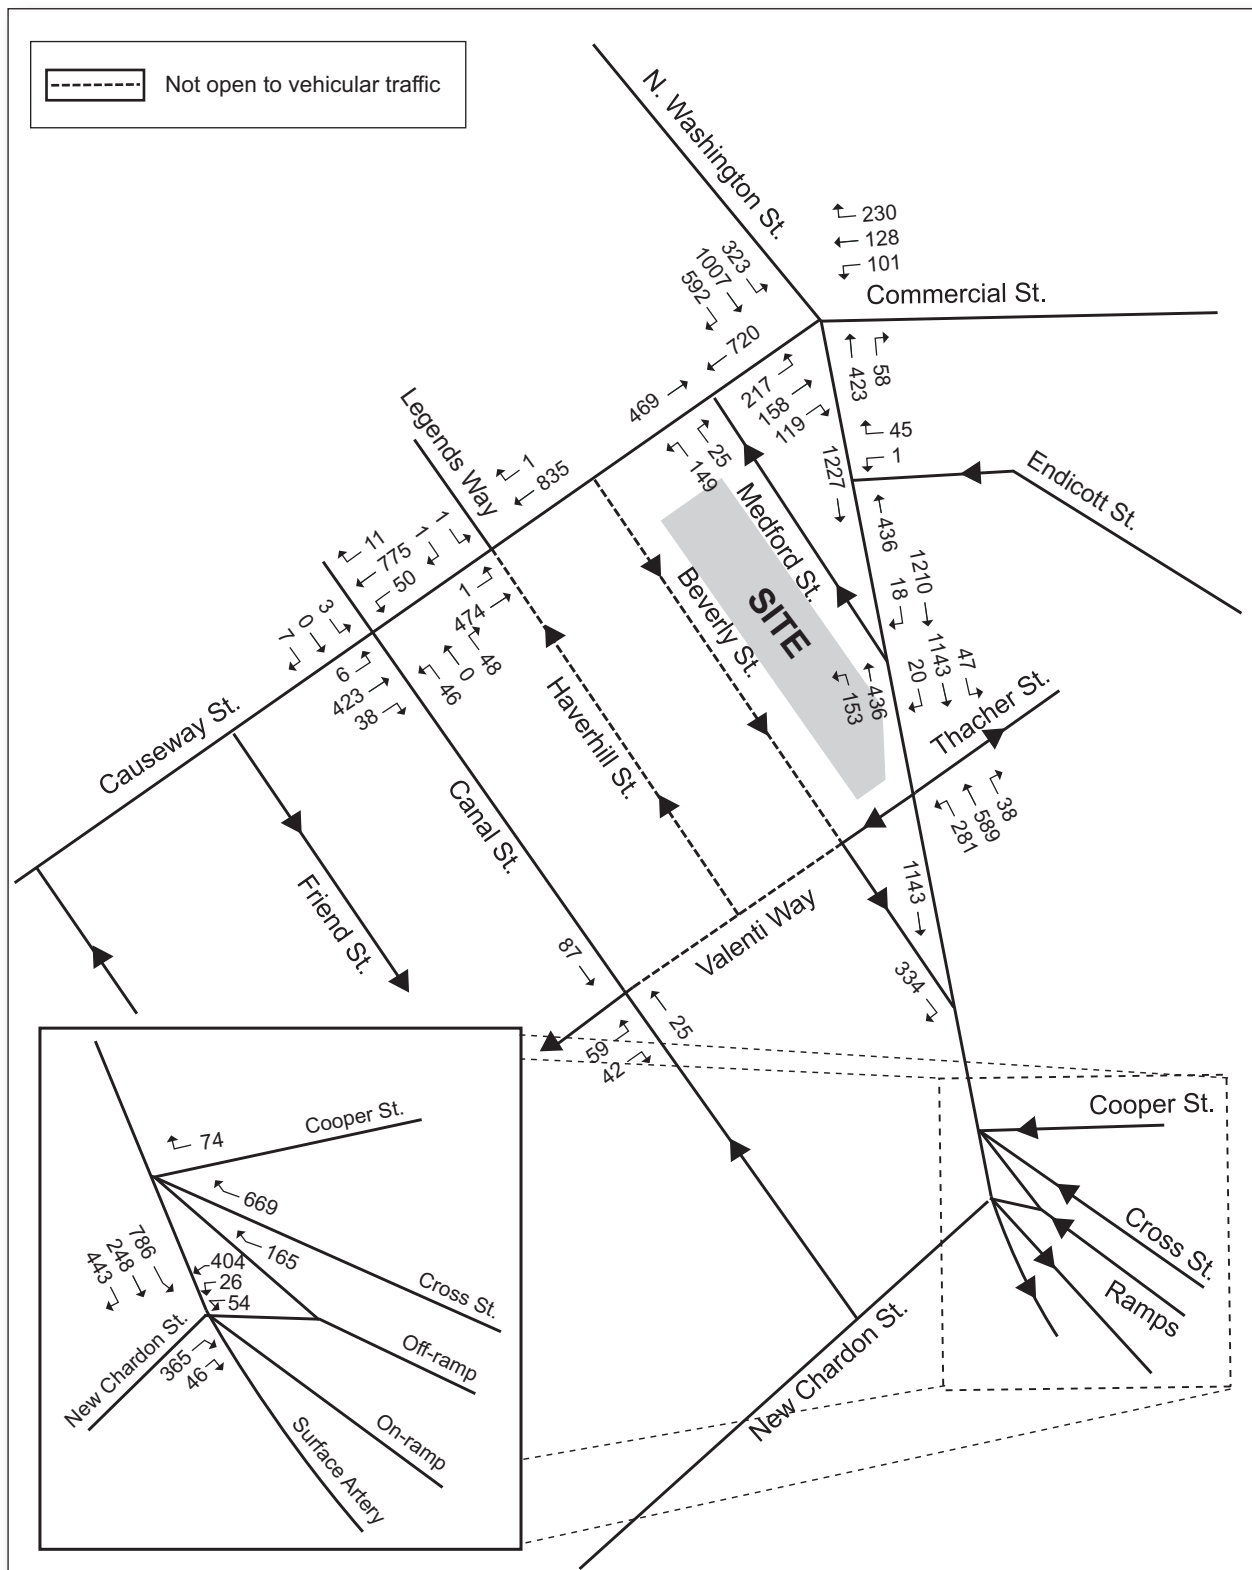 Not open to vehicular traffic
N. Washington St.
230
128
101
Commercial St.
323
1007
592
720
469
217
158
119
423
58
45
1
Endicott St.
1227
436
Legends Way
1
835
25
149
Medford St.
11
775
50
1
1
1
474
3
0
7
6
423
38
48
0
46
Beverly St.
SITE
1210
18
1143
47
20
436
153
Thacher St.
Causeway St.
Haverhill St.
Canal St.
Friend St.
38
589
281
1143
Valenti Way
334
87
25
59
42
Cooper St.
Cross St.
Ramps
New Chardon St.
Cooper St.
74
669
165
786
248
443
404
26
54
Cross St.
New Chardon St.
365
46
Off-ramp
On-ramp
Surface Artery